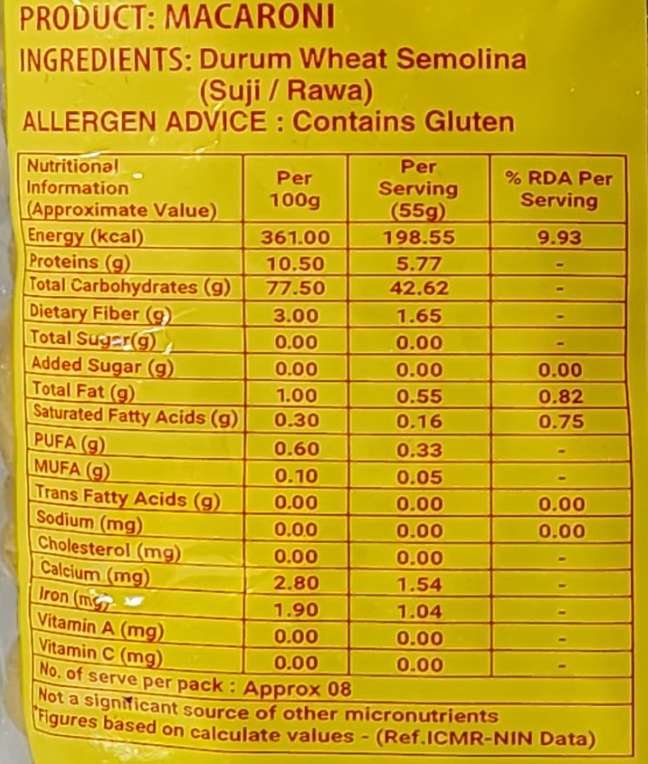 PRODUCT: MACARONI
INGREDIENTS: Durum Wheat Semolina
(Suji / Rawa)
ALLERGEN ADVICE : Contains Gluten
Nutritional Information (Approximate Value) Per 100g Per Serving (55g) % RDA Per Serving
Energy (kcal) 361.00 198.55 9.93
Proteins (g) 10.50 5.77 -
Total Carbohydrates (g) 77.50 42.62 -
Dietary Fiber (g) 3.00 1.65 -
Total Sugar(g) 0.00 0.00 -
Added Sugar (g) 0.00 0.00 0.00
Total Fat (g) 1.00 0.55 0.82
Saturated Fatty Acids (g) 0.30 0.16 0.75
PUFA (g) 0.60 0.33 -
MUFA (g) 0.10 0.05 -
Trans Fatty Acids (g) 0.00 0.00 0.00
Sodium (mg) 0.00 0.00 0.00
Cholesterol (mg) 0.00 0.00 -
Calcium (mg) 2.80 1.54 -
Iron (mg) 1.90 1.04 -
Vitamin A (mg) 0.00 0.00 -
Vitamin C (mg) 0.00 0.00 -
No. of serve per pack : Approx 08
Not a significant source of other micronutrients
*Figures based on calculate values - (Ref.ICMR-NIN Data)